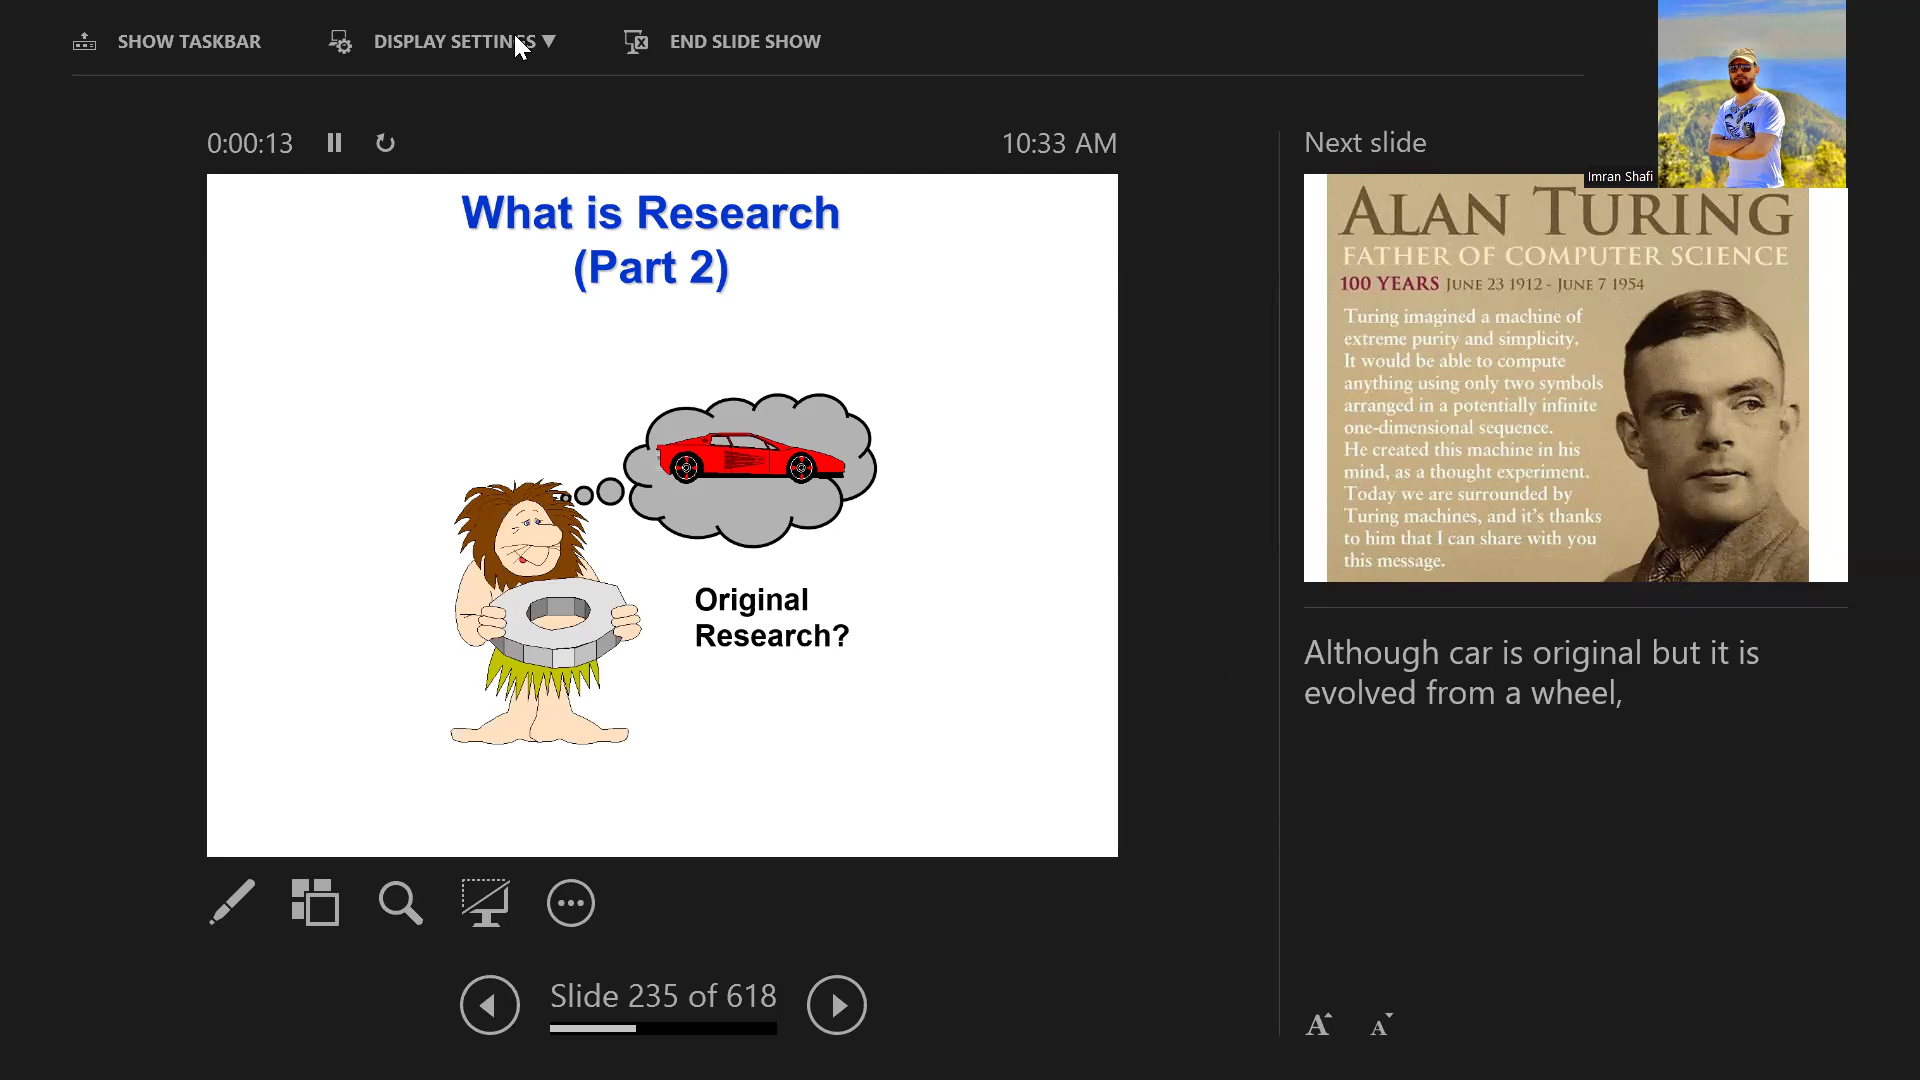 SHOW TASKBAR
DISPLAY SETTINGS ▼
END SLIDE SHOW
0:00:13
10:33 AM
What is Research
(Part 2)
Original
Research?
Slide 235 of 618
Next slide
Imran Shafi
ALAN TURING
FATHER OF COMPUTER SCIENCE
100 YEARS JUNE 23 1912 - JUNE 7 1954
Turing imagined a machine of
extreme purity and simplicity.
It would be able to compute
anything using only two symbols
arranged in a potentially infinite
one-dimensional sequence.
He created this machine in his
mind, as a thought experiment.
Today we are surrounded by
Turing machines, and it's thanks
to him that I can share with you
this message.
Although car is original but it is
evolved from a wheel,
A A